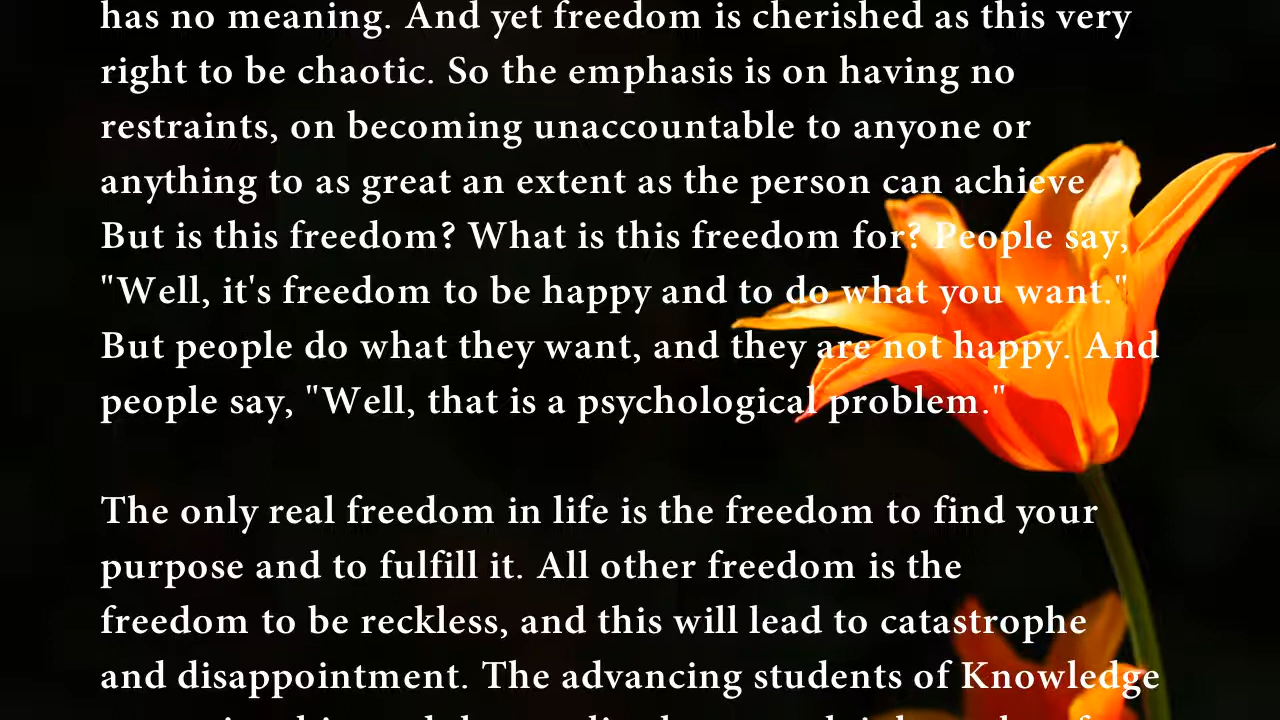 has no meaning. And yet freedom is cherished as this very
right to be chaotic. So the emphasis is on having no
restraints, on becoming unaccountable to anyone or
anything to as great an extent as the person can achieve
But is this freedom? What is this freedom for? People say,
"Well, it's freedom to be happy and to do what you want."
But people do what they want, and they are not happy. And
people say, "Well, that is a psychological problem."
The only real freedom in life is the freedom to find your
purpose and to fulfill it. All other freedom is the
freedom to be reckless, and this will lead to catastrophe
and disappointment. The advancing students of Knowledge